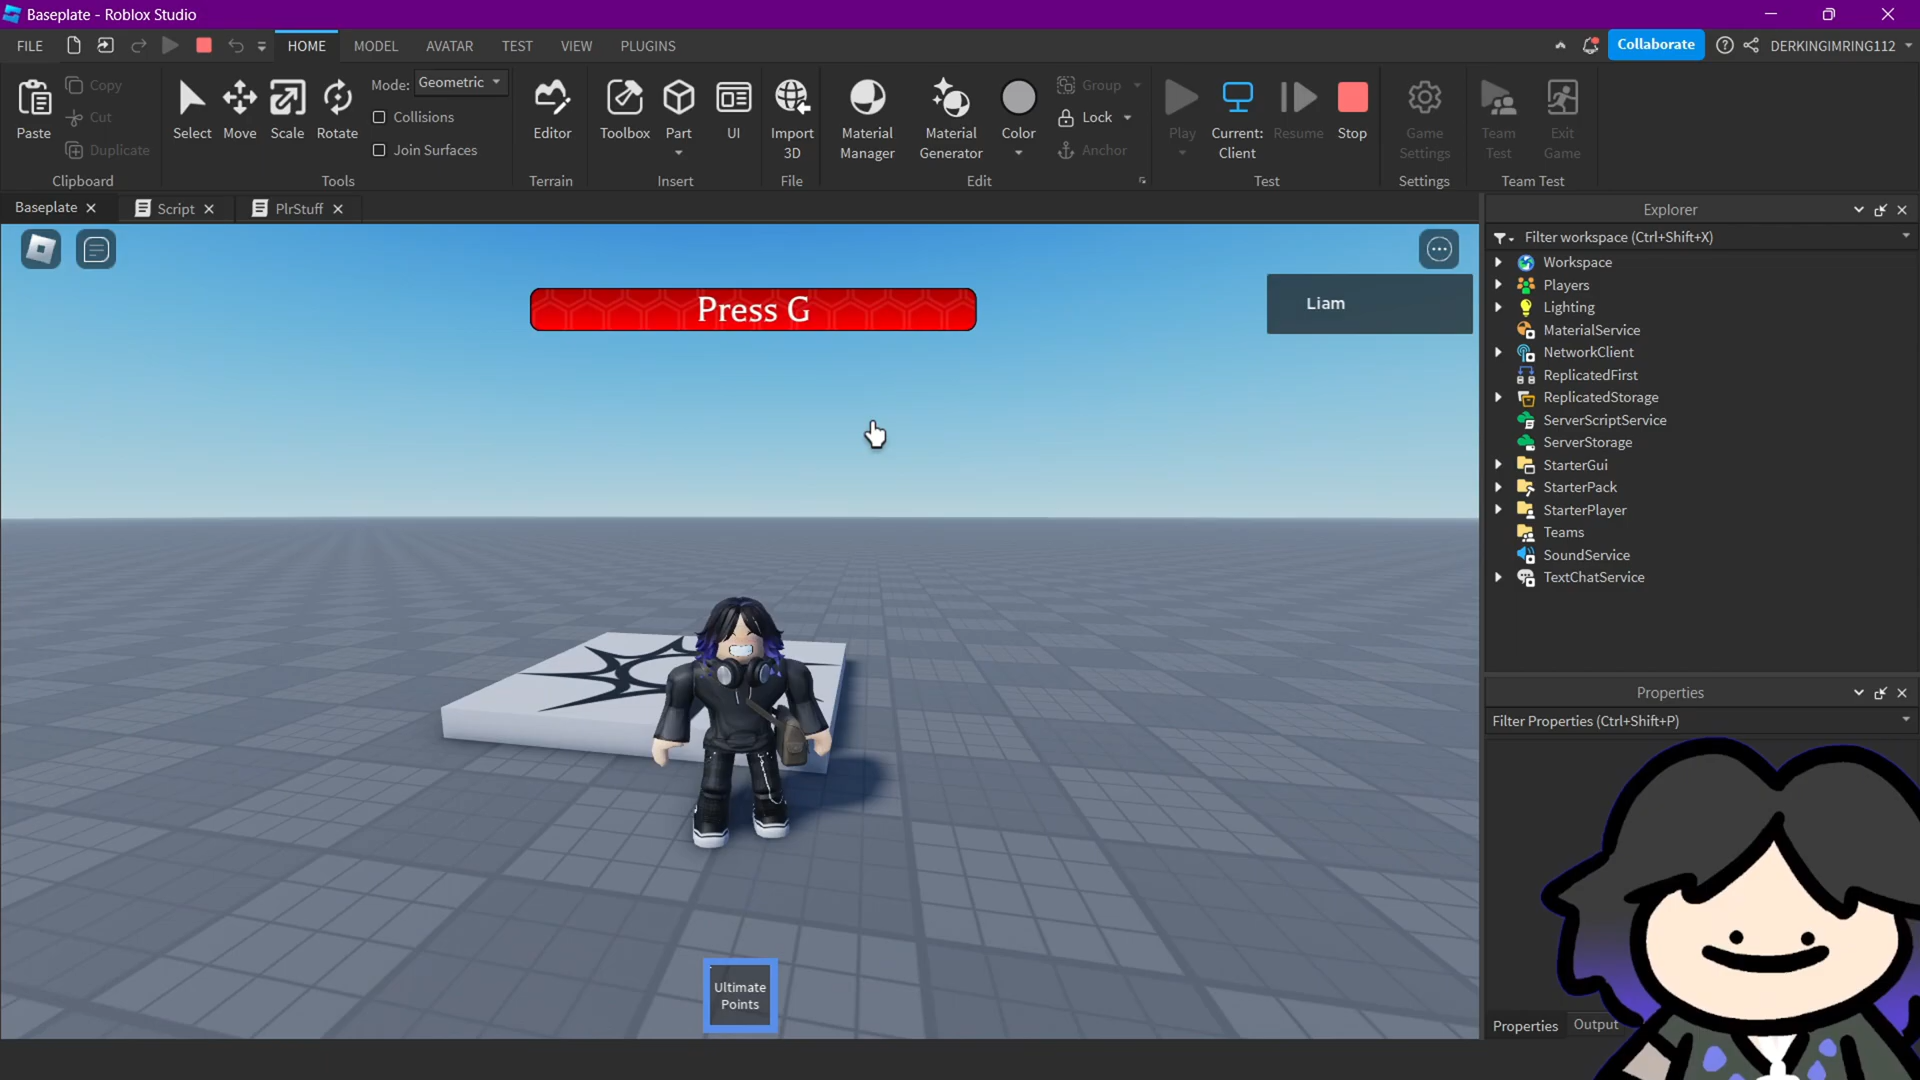 Baseplate - Roblox Studio
FILE
HOME
MODEL
AVATAR
TEST
VIEW
PLUGINS
Collaborate
DERKINGIMRING112
Paste
Copy
Cut
Duplicate
Clipboard
Select
Move
Scale
Rotate
Mode: Geometric
Collisions
Join Surfaces
Tools
Editor
Terrain
Toolbox
Part
UI
Insert
Import
3D
File
Material
Manager
Material
Generator
Color
Group
Lock
Anchor
Edit
Play
Current:
Client
Resume
Stop
Test
Game
Settings
Settings
Team
Test
Exit
Game
Team Test
Baseplate
Script
PlrStuff
Press G
Liam
Ultimate
Points
Explorer
Filter workspace (Ctrl+Shift+X)
Workspace
Players
Lighting
MaterialService
NetworkClient
ReplicatedFirst
ReplicatedStorage
ServerScriptService
ServerStorage
StarterGui
StarterPack
StarterPlayer
Teams
SoundService
TextChatService
Properties
Filter Properties (Ctrl+Shift+P)
Properties
Output